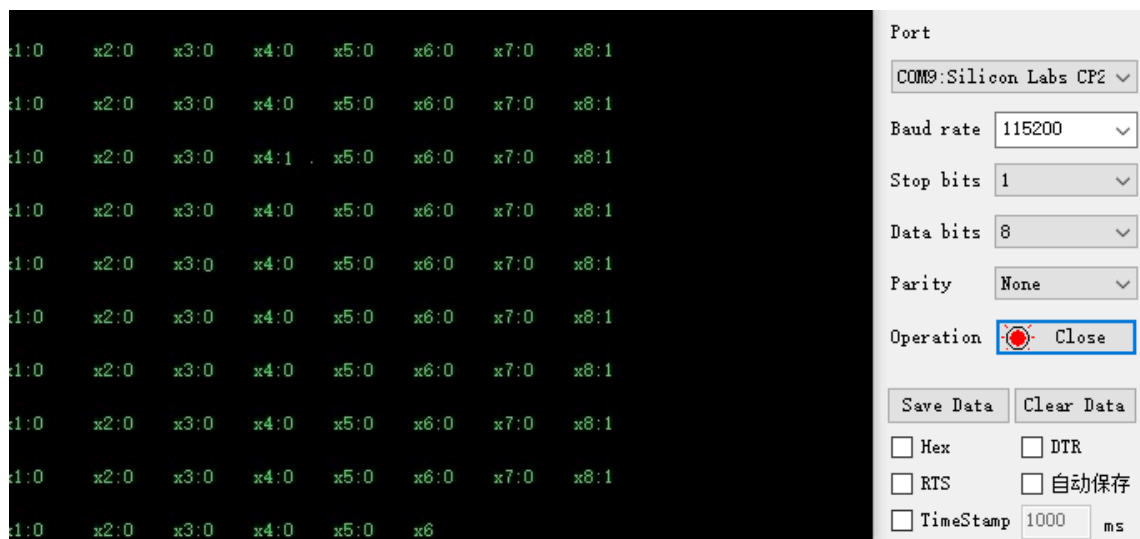 :1:0 x2:0 x3:0 x4:0 x5:0 x6:0 x7:0 x8:1
:1:0 x2:0 x3:0 x4:0 x5:0 x6:0 x7:0 x8:1
:1:0 x2:0 x3:0 x4:1 . x5:0 x6:0 x7:0 x8:1
:1:0 x2:0 x3:0 x4:0 x5:0 x6:0 x7:0 x8:1
:1:0 x2:0 x3:0 x4:0 x5:0 x6:0 x7:0 x8:1
:1:0 x2:0 x3:0 x4:0 x5:0 x6:0 x7:0 x8:1
:1:0 x2:0 x3:0 x4:0 x5:0 x6:0 x7:0 x8:1
:1:0 x2:0 x3:0 x4:0 x5:0 x6:0 x7:0 x8:1
:1:0 x2:0 x3:0 x4:0 x5:0 x6:0 x7:0 x8:1
:1:0 x2:0 x3:0 x4:0 x5:0 x6
Port
COM9:Silicon Labs CP2
Baud rate 115200
Stop bits 1
Data bits 8
Parity None
Operation Close
Save Data Clear Data
Hex DTR
RTS 自动保存
TimeStamp 1000 ms